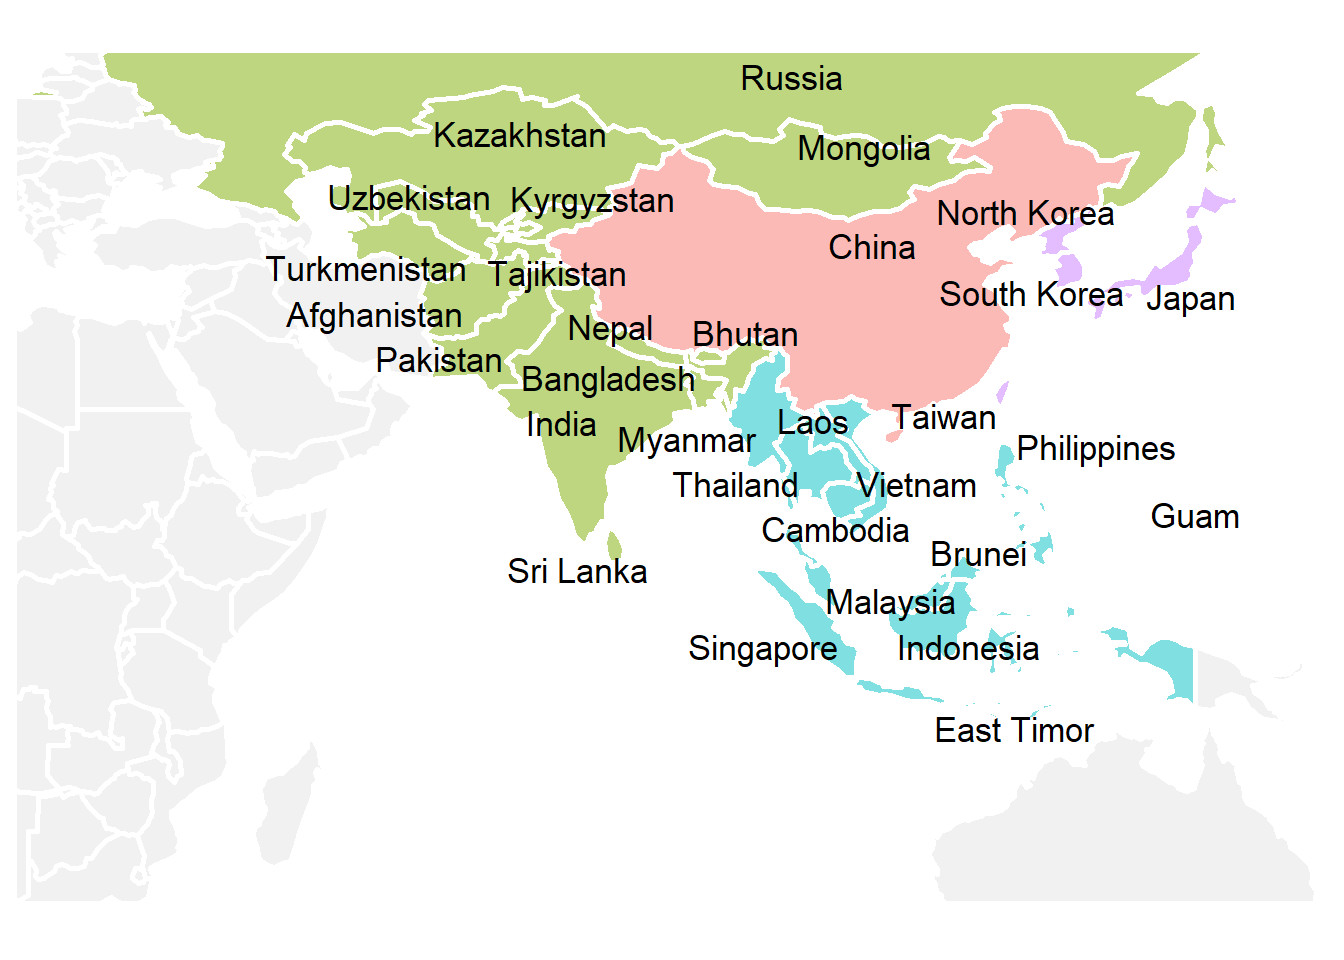 Russia
Kazakhstan
Mongolia
Uzbekistan
Kyrgyzstan
North Korea
China
Turkmenistan
Tajikistan
South Korea
Japan
Afghanistan
Nepal
Bhutan
Pakistan
Bangladesh
India
Laos
Taiwan
Myanmar
Philippines
Thailand
Vietnam
Guam
Cambodia
Brunei
Sri Lanka
Malaysia
Singapore
Indonesia
East Timor